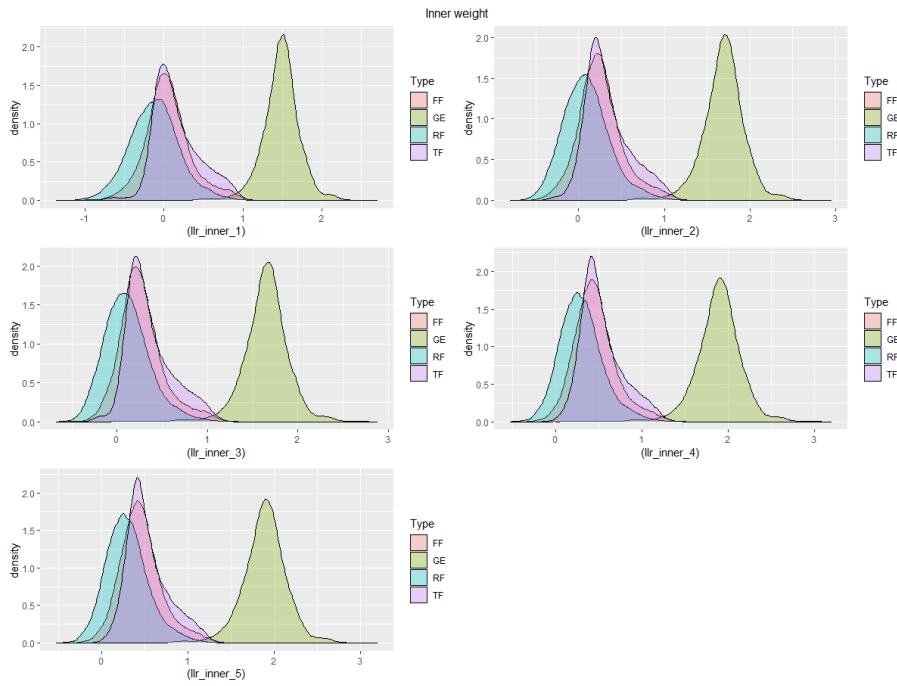 Inner weight
2.0
1.5
1.0
0.5
0.0
density
-1 0 1 2
(llr_inner_1)
Type
FF
GE
RF
TF
2.0
1.5
1.0
0.5
0.0
density
0 1 2 3
(llr_inner_2)
Type
FF
GE
RF
TF
2.0
1.5
1.0
0.5
0.0
density
0 1 2 3
(llr_inner_3)
Type
FF
GE
RF
TF
2.0
1.5
1.0
0.5
0.0
density
0 1 2 3
(llr_inner_4)
Type
FF
GE
RF
TF
2.0
1.5
1.0
0.5
0.0
density
0 1 2 3
(llr_inner_5)
Type
FF
GE
RF
TF